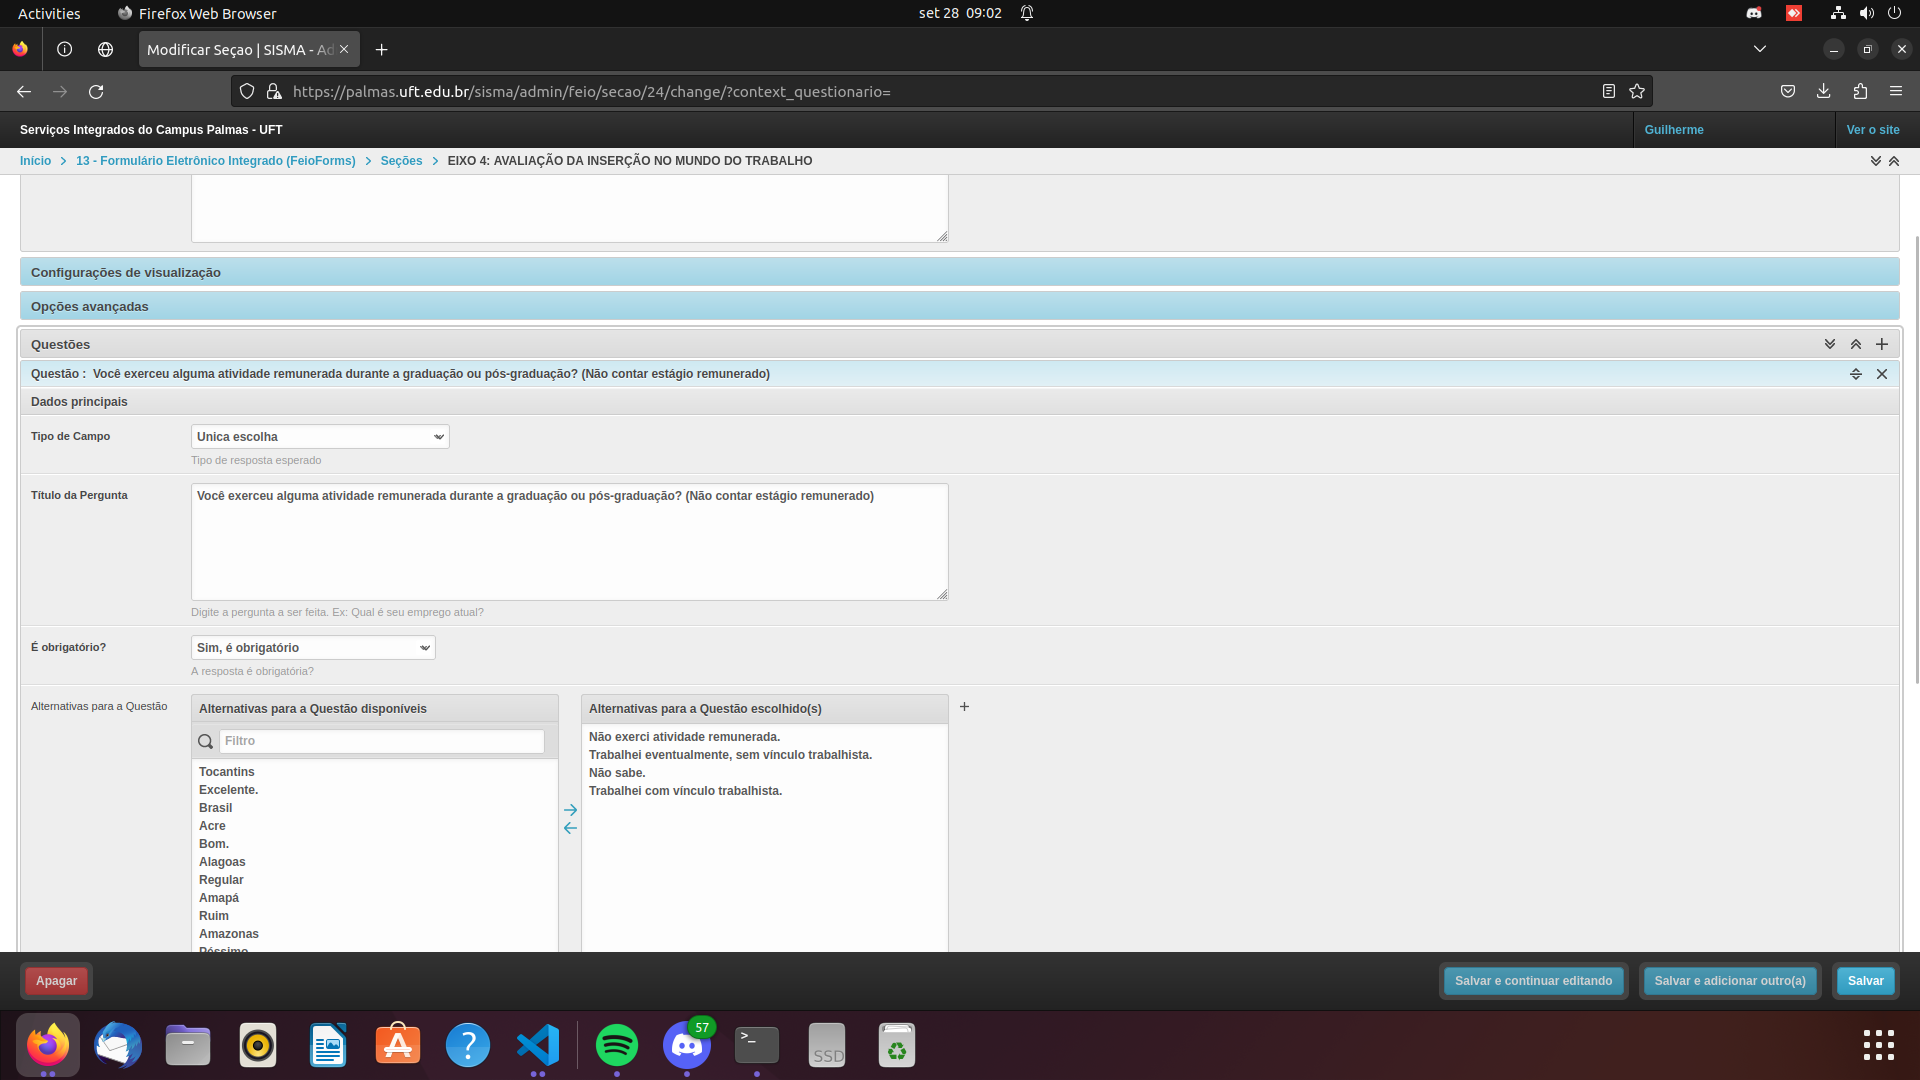 Activities
Firefox Web Browser
set 28 09:02
Modificar Seçao | SISMA - Ad
https://palmas.uft.edu.br/sisma/admin/feio/secao/24/change/?context_questionario=
Serviços Integrados do Campus Palmas - UFT
Guilherme
Ver o site
Início
13 - Formulário Eletrônico Integrado (FeioForms)
Seções
EIXO 4: AVALIAÇÃO DA INSERÇÃO NO MUNDO DO TRABALHO
Configurações de visualização
Opções avançadas
Questões
Questão : Você exerceu alguma atividade remunerada durante a graduação ou pós-graduação? (Não contar estágio remunerado)
Dados principais
Tipo de Campo
Unica escolha
Tipo de resposta esperado
Título da Pergunta
Você exerceu alguma atividade remunerada durante a graduação ou pós-graduação? (Não contar estágio remunerado)
Digite a pergunta a ser feita. Ex: Qual é seu emprego atual?
É obrigatório?
Sim, é obrigatório
A resposta é obrigatória?
Alternativas para a Questão
Alternativas para a Questão disponíveis
Filtro
Tocantins
Excelente.
Brasil
Acre
Bom.
Alagoas
Regular
Amapá
Ruim
Amazonas
Péssimo
Alternativas para a Questão escolhido(s)
Não exerci atividade remunerada.
Trabalhei eventualmente, sem vínculo trabalhista.
Não sabe.
Trabalhei com vínculo trabalhista.
Apagar
Salvar e continuar editando
Salvar e adicionar outro(a)
Salvar
57
SSD